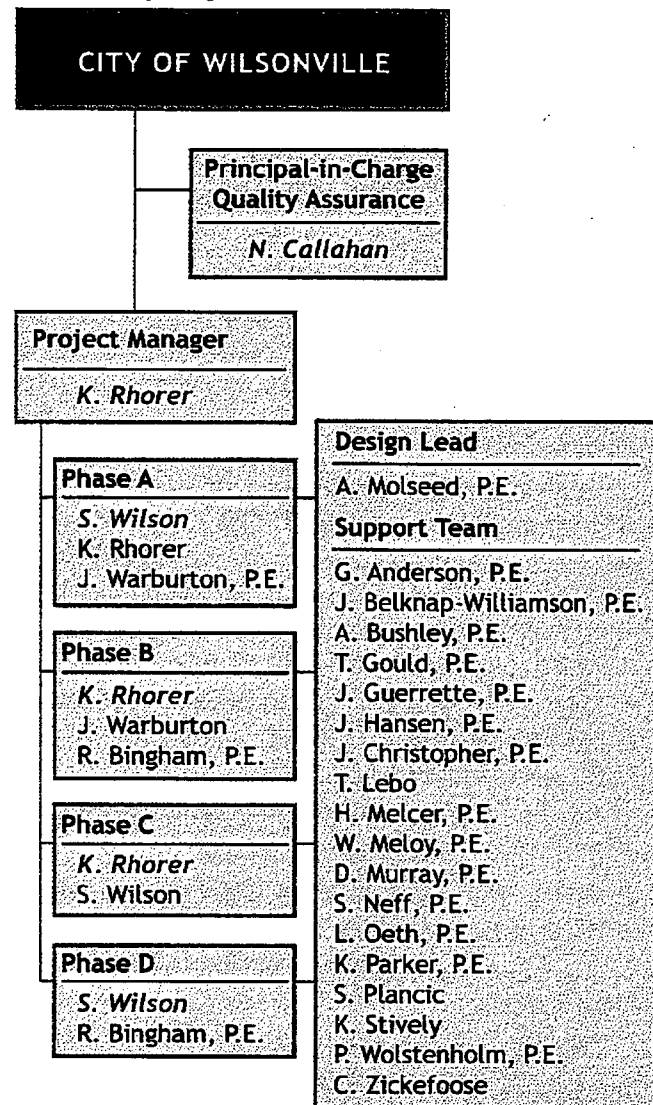 CITY OF WILSONVILLE
Principal-in-Charge
Quality Assurance
N. Callahan
Project Manager
K. Rhorer
Phase A
S. Wilson
K. Rhorer
J. Warburton, P.E.
Phase B
K. Rhorer
J. Warburton
R. Bingham, P.E.
Phase C
K. Rhorer
S. Wilson
Phase D
S. Wilson
R. Bingham, P.E.
Design Lead
A. Molseed, P.E.
Support Team
G. Anderson, P.E.
J. Belknap-Williamson, P.E.
A. Bushley, P.E.
T. Gould, P.E.
J. Guerrette, P.E.
J. Hansen, P.E.
J. Christopher, P.E.
T. Lebo
H. Melcer, P.E.
W. Meloy, P.E.
D. Murray, P.E.
S. Neff, P.E.
L. Oeth, P.E.
K. Parker, P.E.
S. Plancic
K. Stively
P. Wolstenholm, P.E.
C. Zickefoose